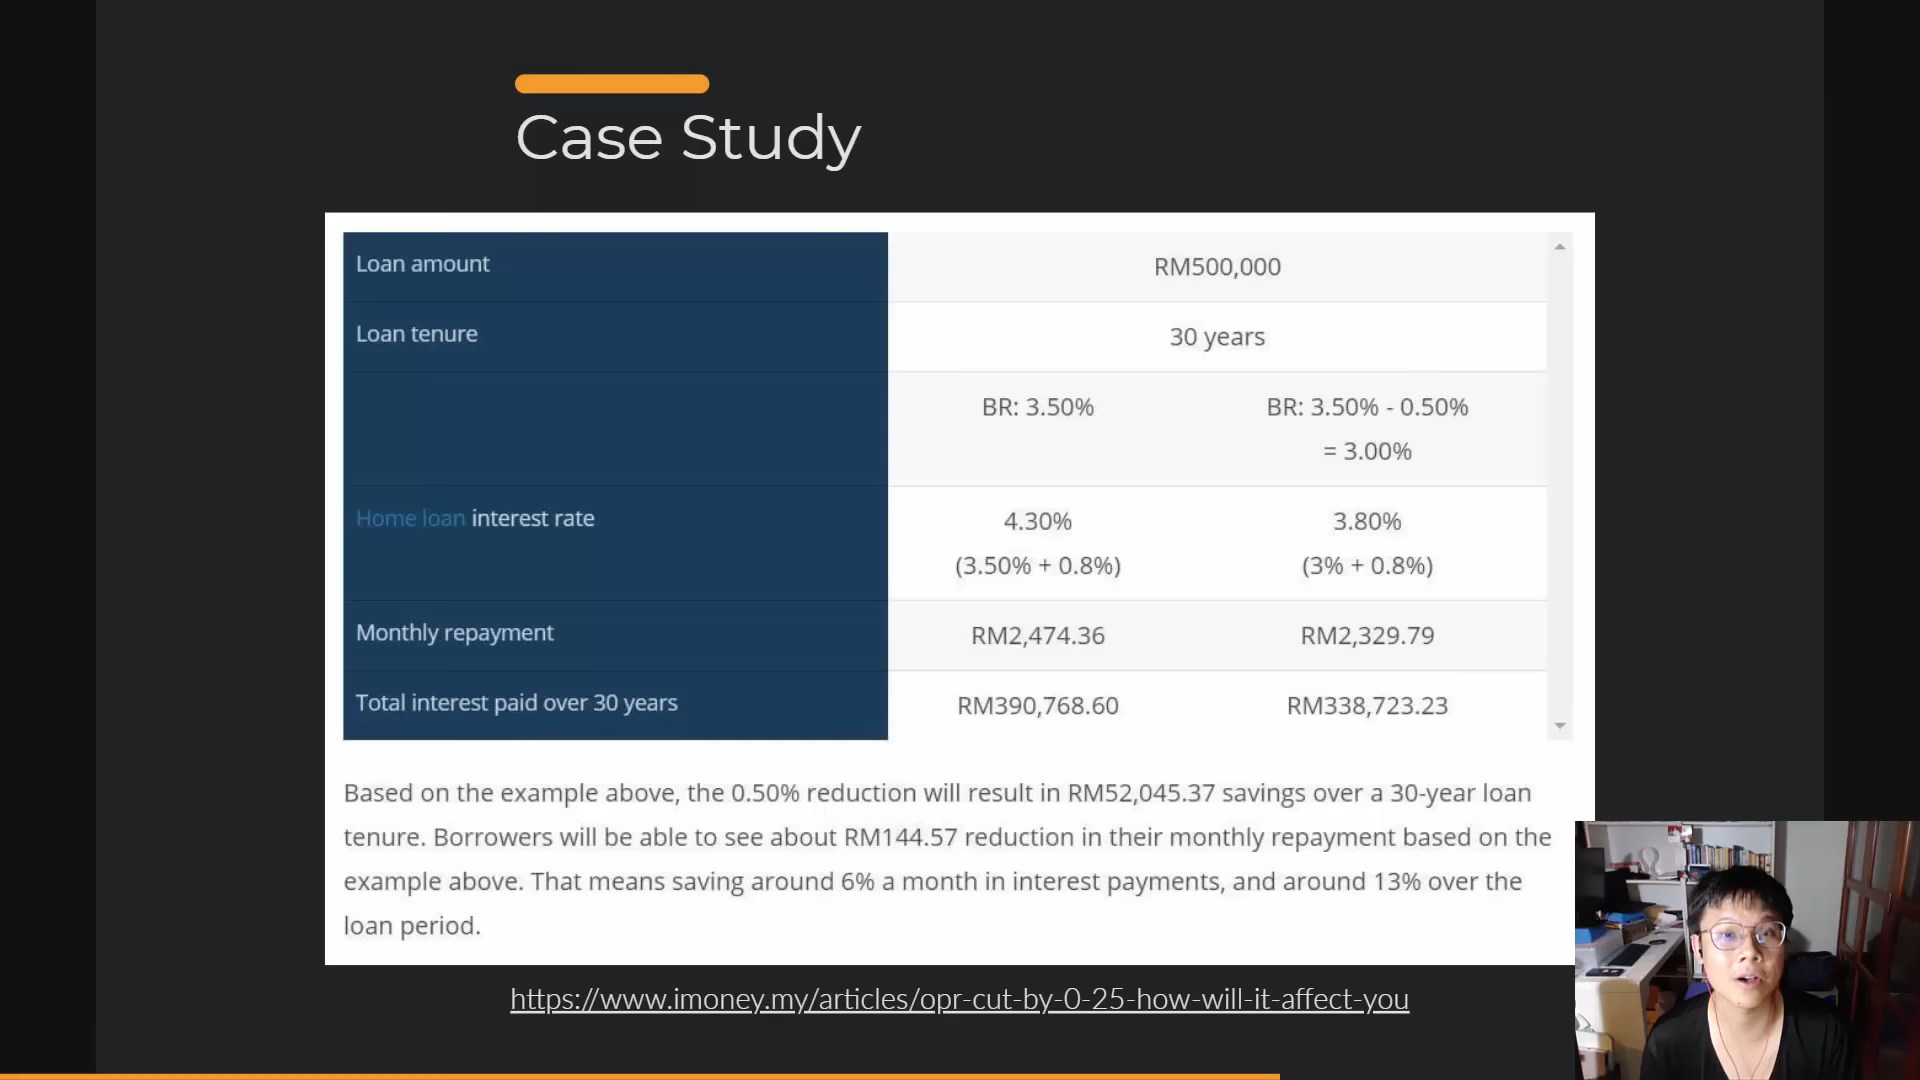 Case Study
Loan amount
RM500,000
Loan tenure
30 years
BR: 3.50%
BR: 3.50% - 0.50%
= 3.00%
Home loan interest rate
4.30%
(3.50% + 0.8%)
3.80%
(3% + 0.8%)
Monthly repayment
RM2,474.36
RM2,329.79
Total interest paid over 30 years
RM390,768.60
RM338,723.23
Based on the example above, the 0.50% reduction will result in RM52,045.37 savings over a 30-year loan
tenure. Borrowers will be able to see about RM144.57 reduction in their monthly repayment based on the
example above. That means saving around 6% a month in interest payments, and around 13% over the
loan period.
https://www.imoney.my/articles/opr-cut-by-0-25-how-will-it-affect-you